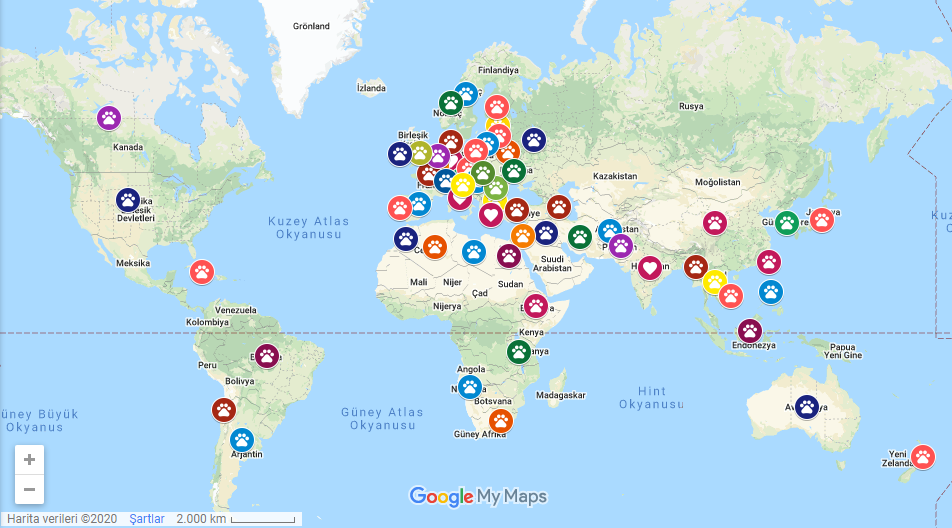 Grönland
İzlanda
Finlandiya
Rusya
Kanada
Birleşik
Kazakistan
Moğolistan
Kuzey Atlas
Okyanusu
Meksika
Suudi
Arabistan
Mali
Nijer
Çad
Sudan
Nijerya
Venezuela
Kolombiya
Kenya
Endonezya
Papua
Yeni Gine
Peru
Bolivya
Angola
Botsvana
Madagaskar
Hint
Okyanusu
Güney Atlas
Okyanusu
üney Büyük
Okyanus
Güney Afrika
Arjantin
Yeni
Zelanda
Google My Maps
Harita verileri ©2020 Şartlar 2.000 km